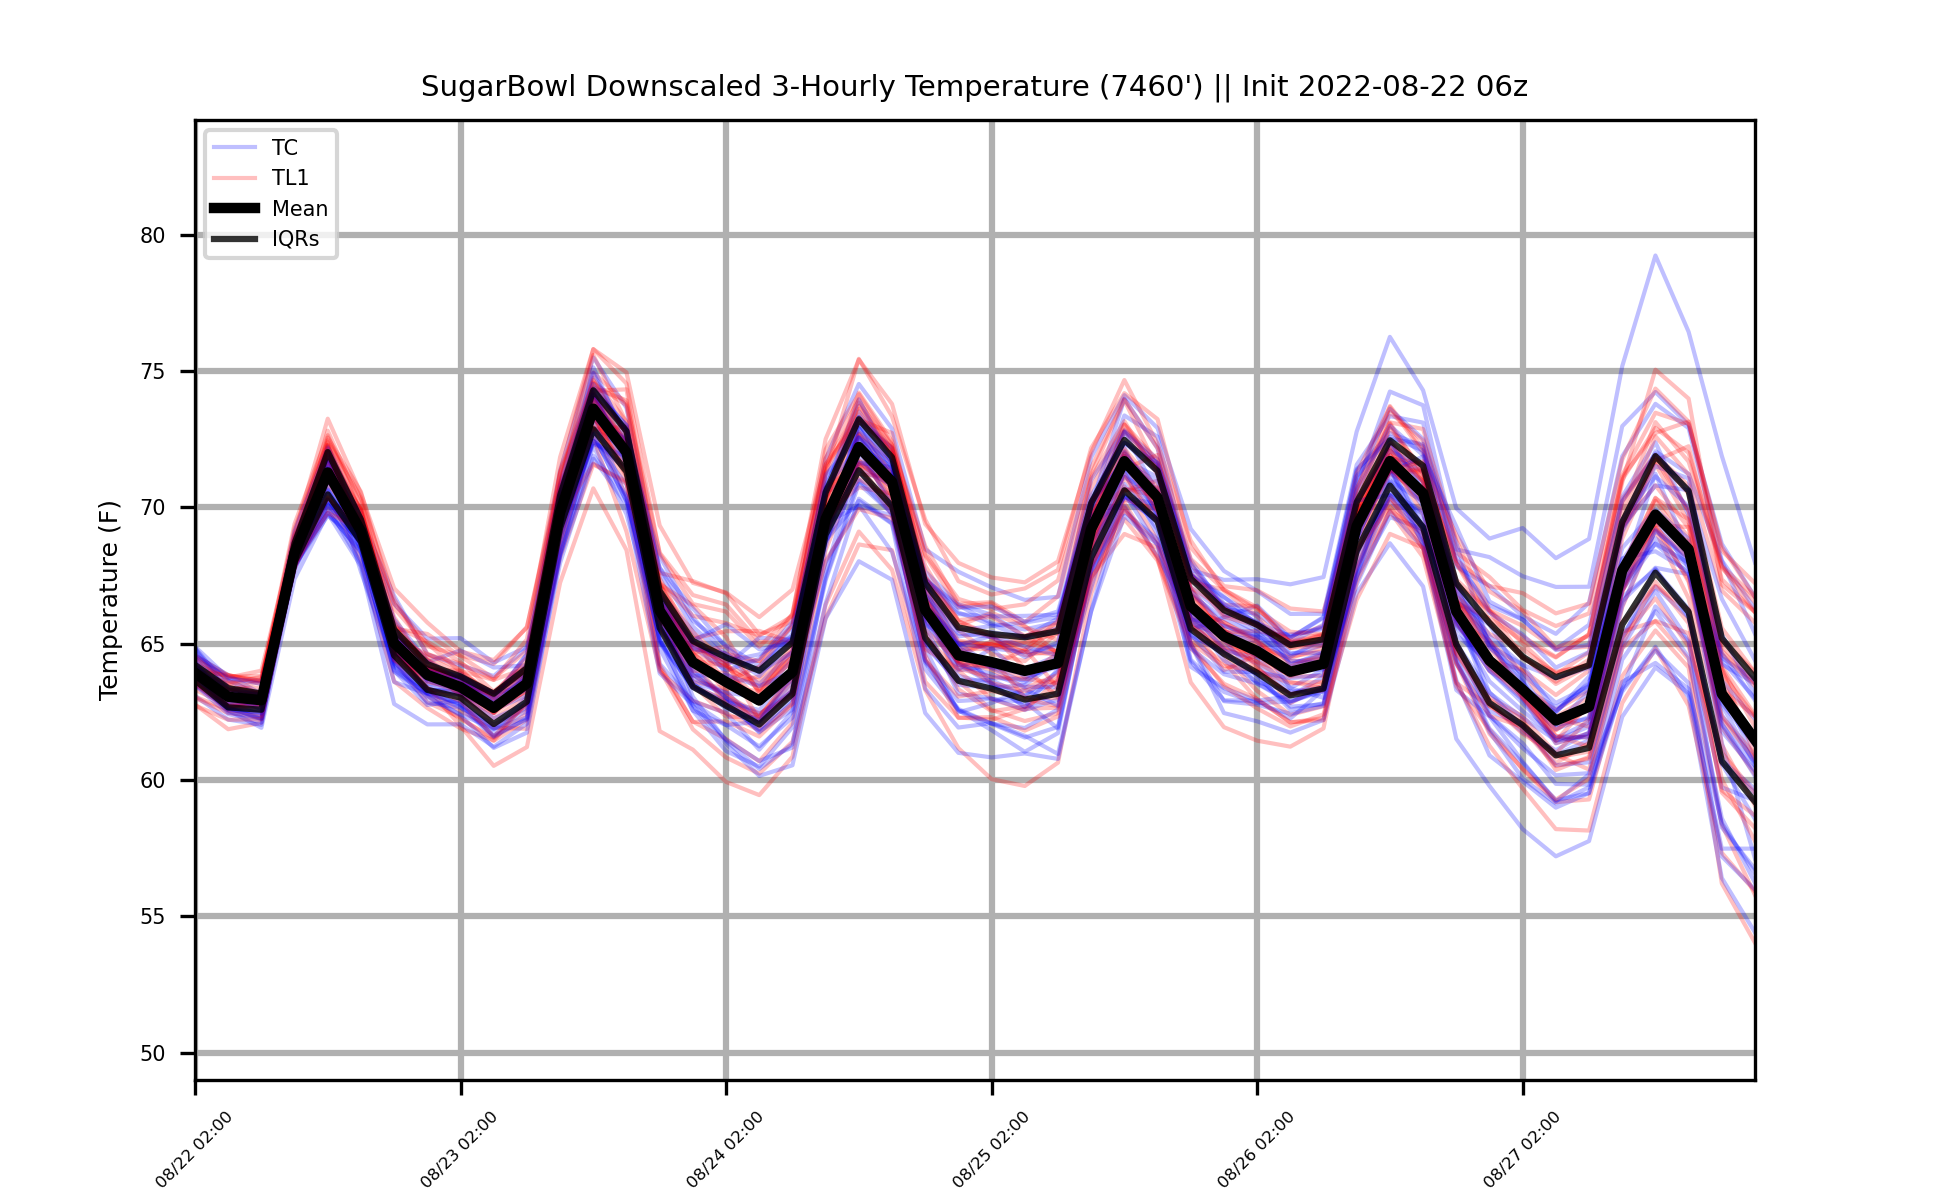 SugarBowl Downscaled 3-Hourly Temperature (7460') || Init 2022-08-22 06z
TC
TL1
Mean
IQRs
Temperature (F)
80
75
70
65
60
55
50
08/22 02:00
08/23 02:00
08/24 02:00
08/25 02:00
08/26 02:00
08/27 02:00